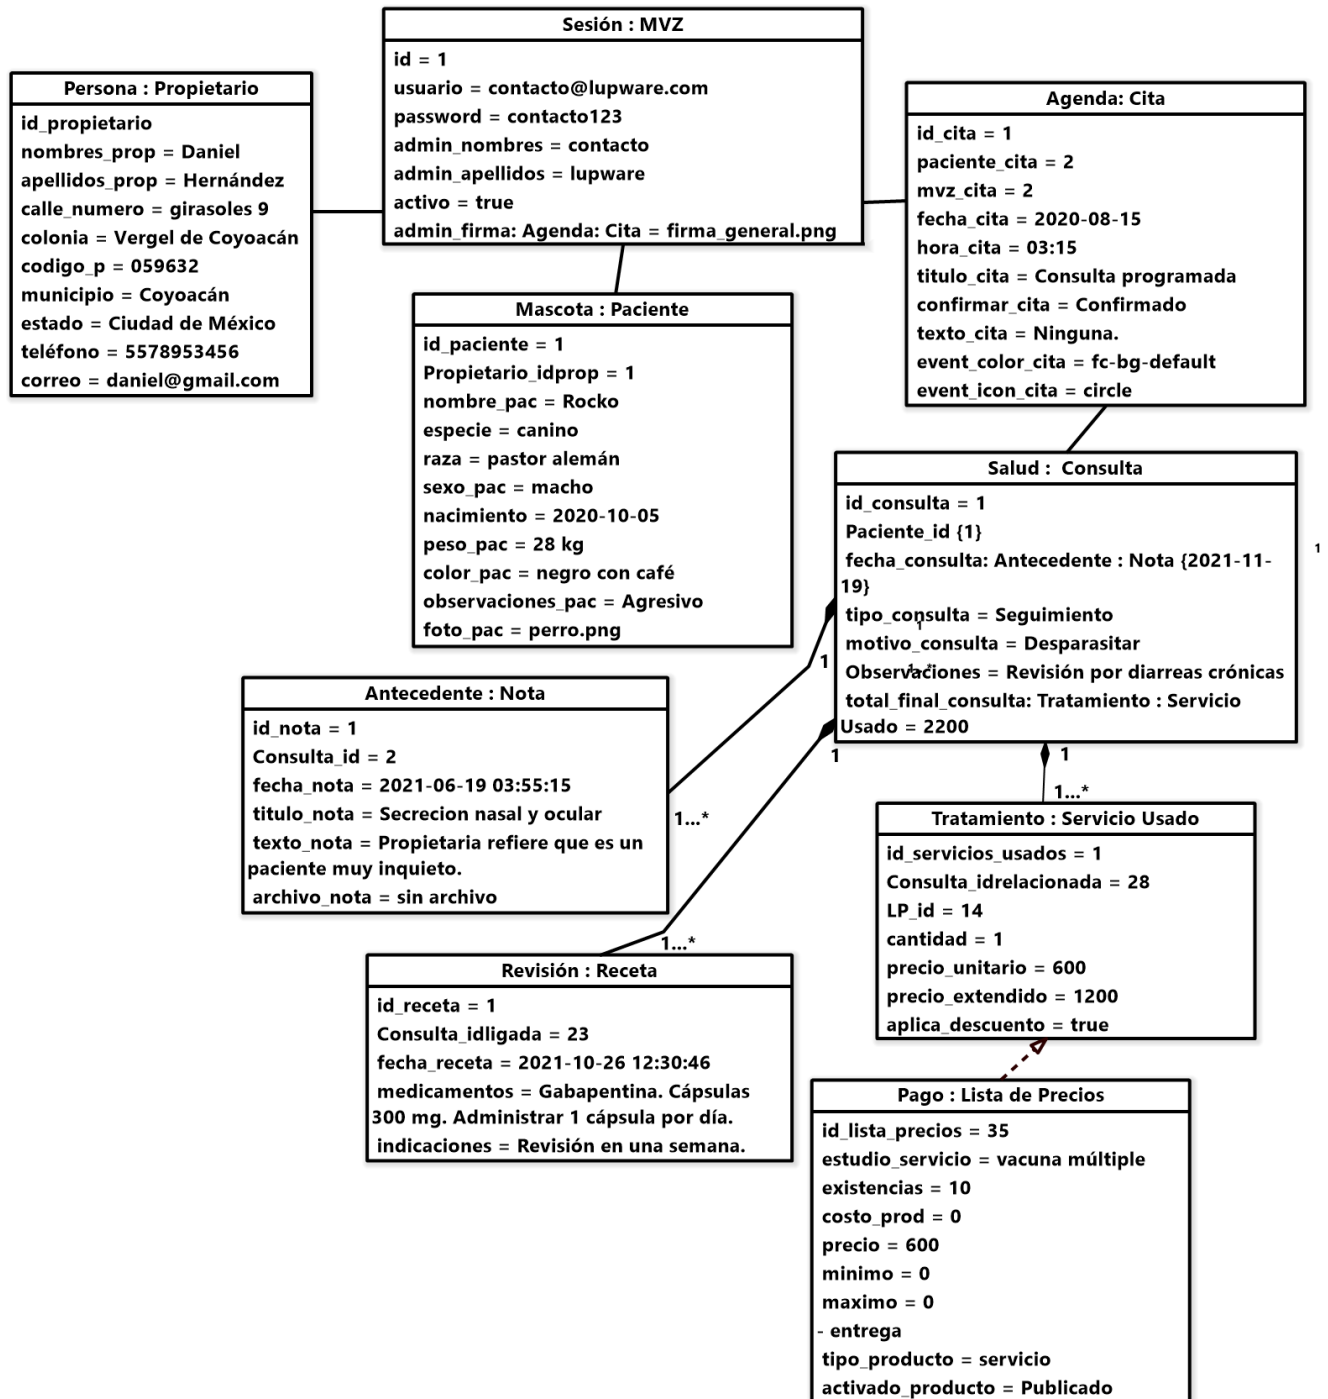 Sesión : MVZ
id = 1
usuario = contacto@lupware.com
password = contacto123
admin_nombres = contacto
admin_apellidos = lupware
activo = true
admin_firma: Agenda: Cita = firma_general.png
Persona : Propietario
id_propietario
nombres_prop = Daniel
apellidos_prop = Hernández
calle_numero = girasoles 9
colonia = Vergel de Coyoacán
codigo_p = 059632
municipio = Coyoacán
estado = Ciudad de México
teléfono = 5578953456
correo = daniel@gmail.com
Agenda: Cita
id_cita = 1
paciente_cita = 2
mvz_cita = 2
fecha_cita = 2020-08-15
hora_cita = 03:15
titulo_cita = Consulta programada
confirmar_cita = Confirmado
texto_cita = Ninguna.
event_color_cita = fc-bg-default
event_icon_cita = circle
Mascota : Paciente
id_paciente = 1
Propietario_idprop = 1
nombre_pac = Rocko
especie = canino
raza = pastor alemán
sexo_pac = macho
nacimiento = 2020-10-05
peso_pac = 28 kg
color_pac = negro con café
observaciones_pac = Agresivo
foto_pac = perro.png
Salud :  Consulta
id_consulta = 1
Paciente_id {1}
fecha_consulta: Antecedente : Nota {2021-11-
19}
tipo_consulta = Seguimiento
motivo_consulta = Desparasitar
Observaciones = Revisión por diarreas crónicas
total_final_consulta: Tratamiento : Servicio
Usado = 2200
1
1
1..*
1
1...*
1
1...*
1
1...*
Antecedente : Nota
id_nota = 1
Consulta_id = 2
fecha_nota = 2021-06-19 03:55:15
titulo_nota = Secrecion nasal y ocular
texto_nota = Propietaria refiere que es un
paciente muy inquieto.
archivo_nota = sin archivo
Tratamiento : Servicio Usado
id_servicios_usados = 1
Consulta_idrelacionada = 28
LP_id = 14
cantidad = 1
precio_unitario = 600
precio_extendido = 1200
aplica_descuento = true
Revisión : Receta
id_receta = 1
Consulta_idligada = 23
fecha_receta = 2021-10-26 12:30:46
medicamentos = Gabapentina. Cápsulas
300 mg. Administrar 1 cápsula por día.
indicaciones = Revisión en una semana.
Pago : Lista de Precios
id_lista_precios = 35
estudio_servicio = vacuna múltiple
existencias = 10
costo_prod = 0
precio = 600
minimo = 0
maximo = 0
- entrega
tipo_producto = servicio
activado_producto = Publicado